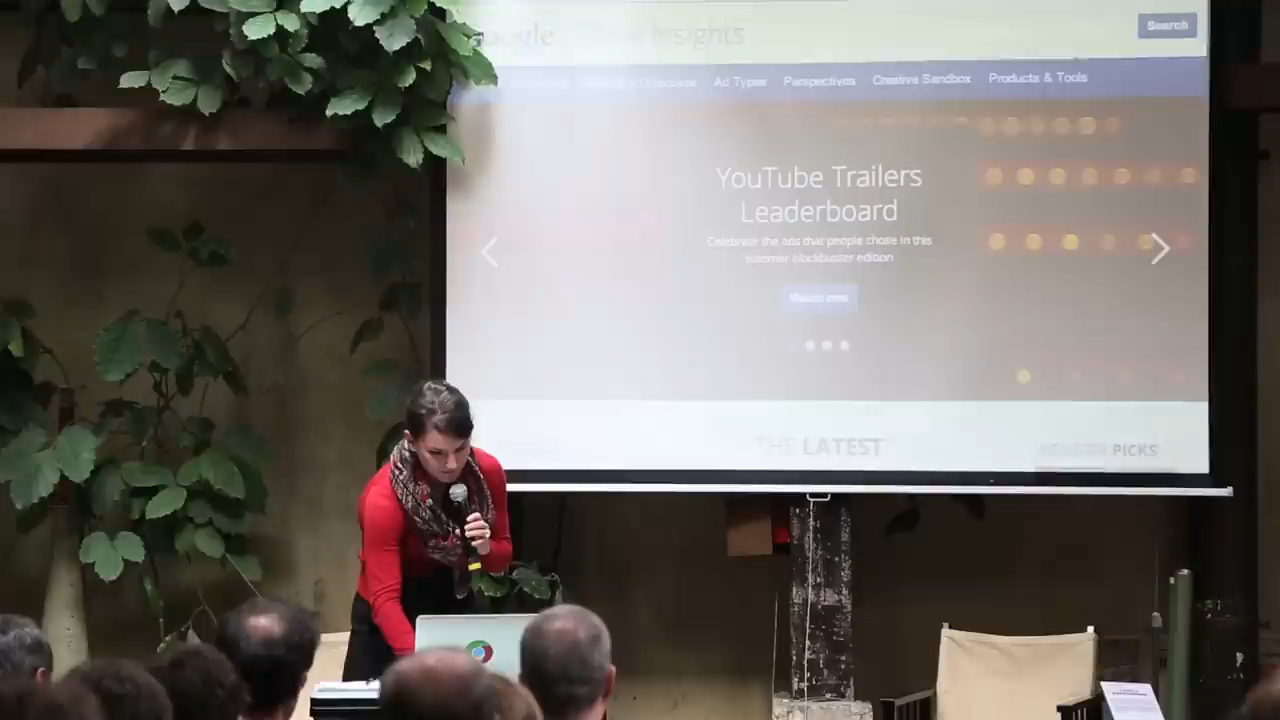 Insights
Search
Ad Types Perspectives Creative Sandbox Products & Tools
YouTube Trailers
Leaderboard
Celebrate the ads that people chose in this
summer blockbuster edition
THE LATEST
PICKS